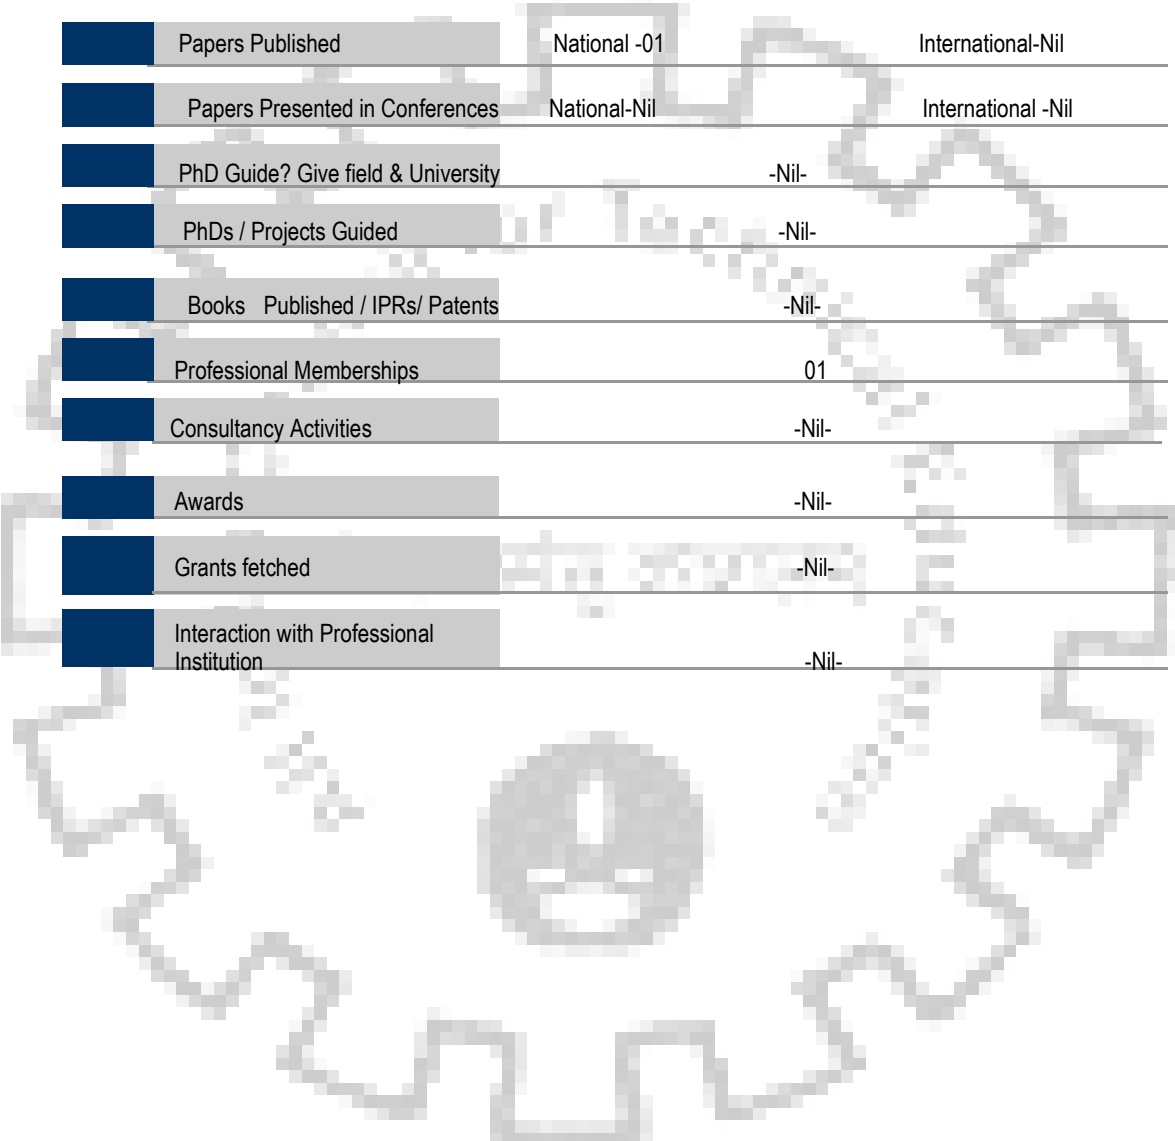 Papers Published National -01 International-Nil
Papers Presented in Conferences National-Nil International -Nil
PhD Guide? Give field & University -Nil-
PhDs / Projects Guided -Nil-
Books Published / IPRs/ Patents -Nil-
Professional Memberships 01
Consultancy Activities -Nil-
Awards -Nil-
Grants fetched -Nil-
Interaction with Professional
Institution -Nil-